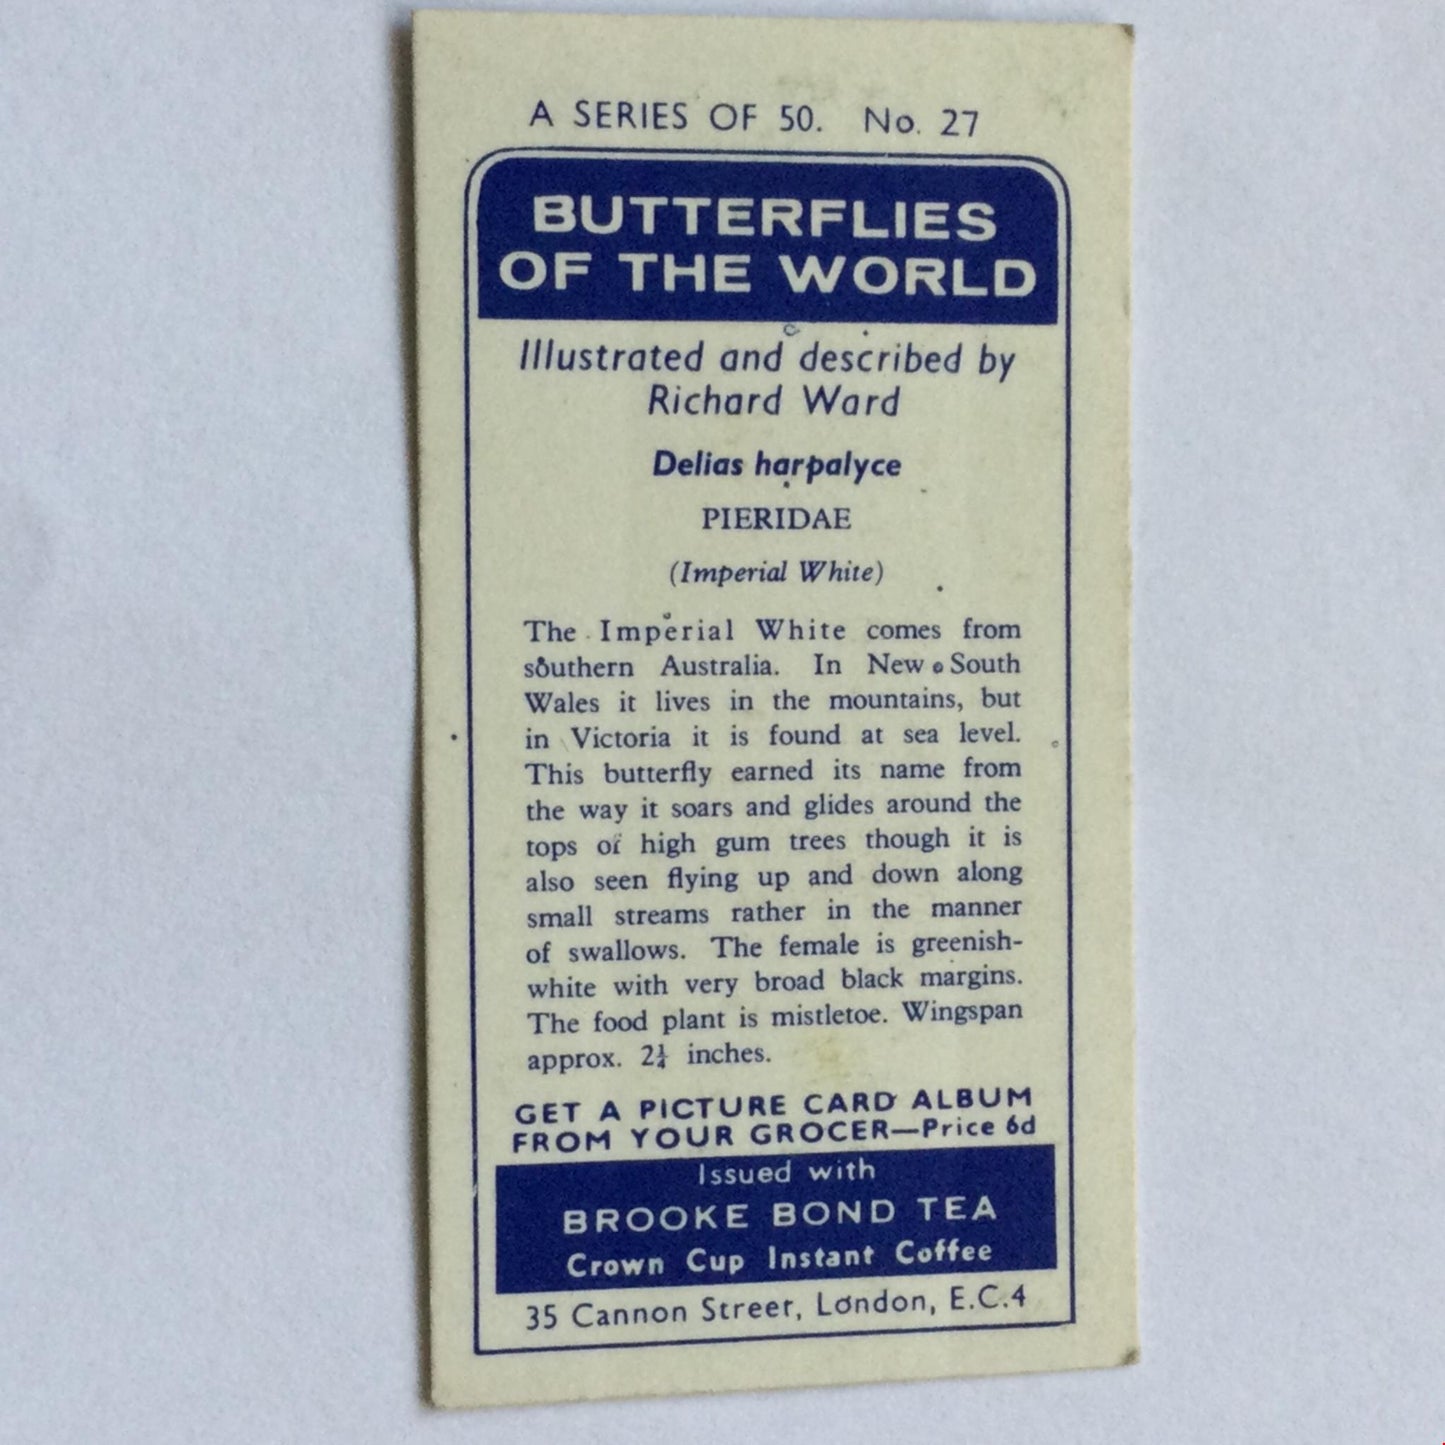 A SERIES OF 50. No. 27
BUTTERFLIES
OF THE WORLD
Illustrated and described by
Richard Ward
Delias harpalyce
PIERIDAE
(Imperial White)
The Imperial White comes from
southern Australia. In New South
Wales it lives in the mountains, but
in Victoria it is found at sea level.
This butterfly earned its name from
the way it soars and glides around the
tops of high gum trees though it is
also seen flying up and down along
small streams rather in the manner
of swallows. The female is greenish-
white with very broad black margins.
The food plant is mistletoe. Wingspan
approx. 2¼ inches.
GET A PICTURE CARD ALBUM
FROM YOUR GROCER—Price 6d
Issued with
BROOKE BOND TEA
Crown Cup Instant Coffee
35 Cannon Street, London, E.C.4